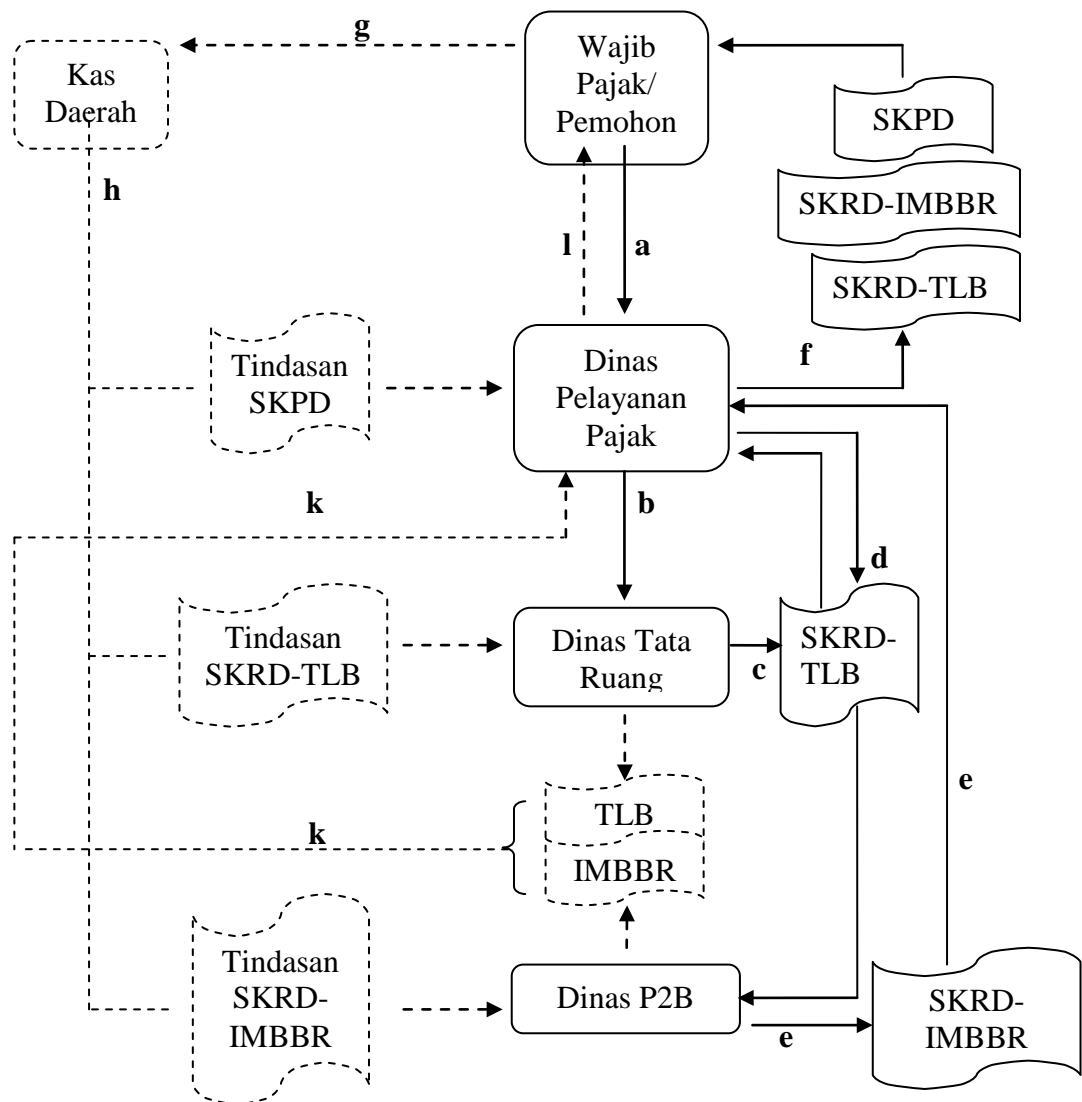 g
Kas
Daerah
Wajib
Pajak/
Pemohon
SKPD
SKRD-IMBBR
SKRD-TLB
h
l
a
Tindasan
SKPD
Dinas
Pelayanan
Pajak
f
k
b
d
Tindasan
SKRD-TLB
Dinas Tata
Ruang
c
SKRD-
TLB
e
k
TLB
IMBBR
Tindasan
SKRD-
IMBBR
Dinas P2B
e
SKRD-
IMBBR